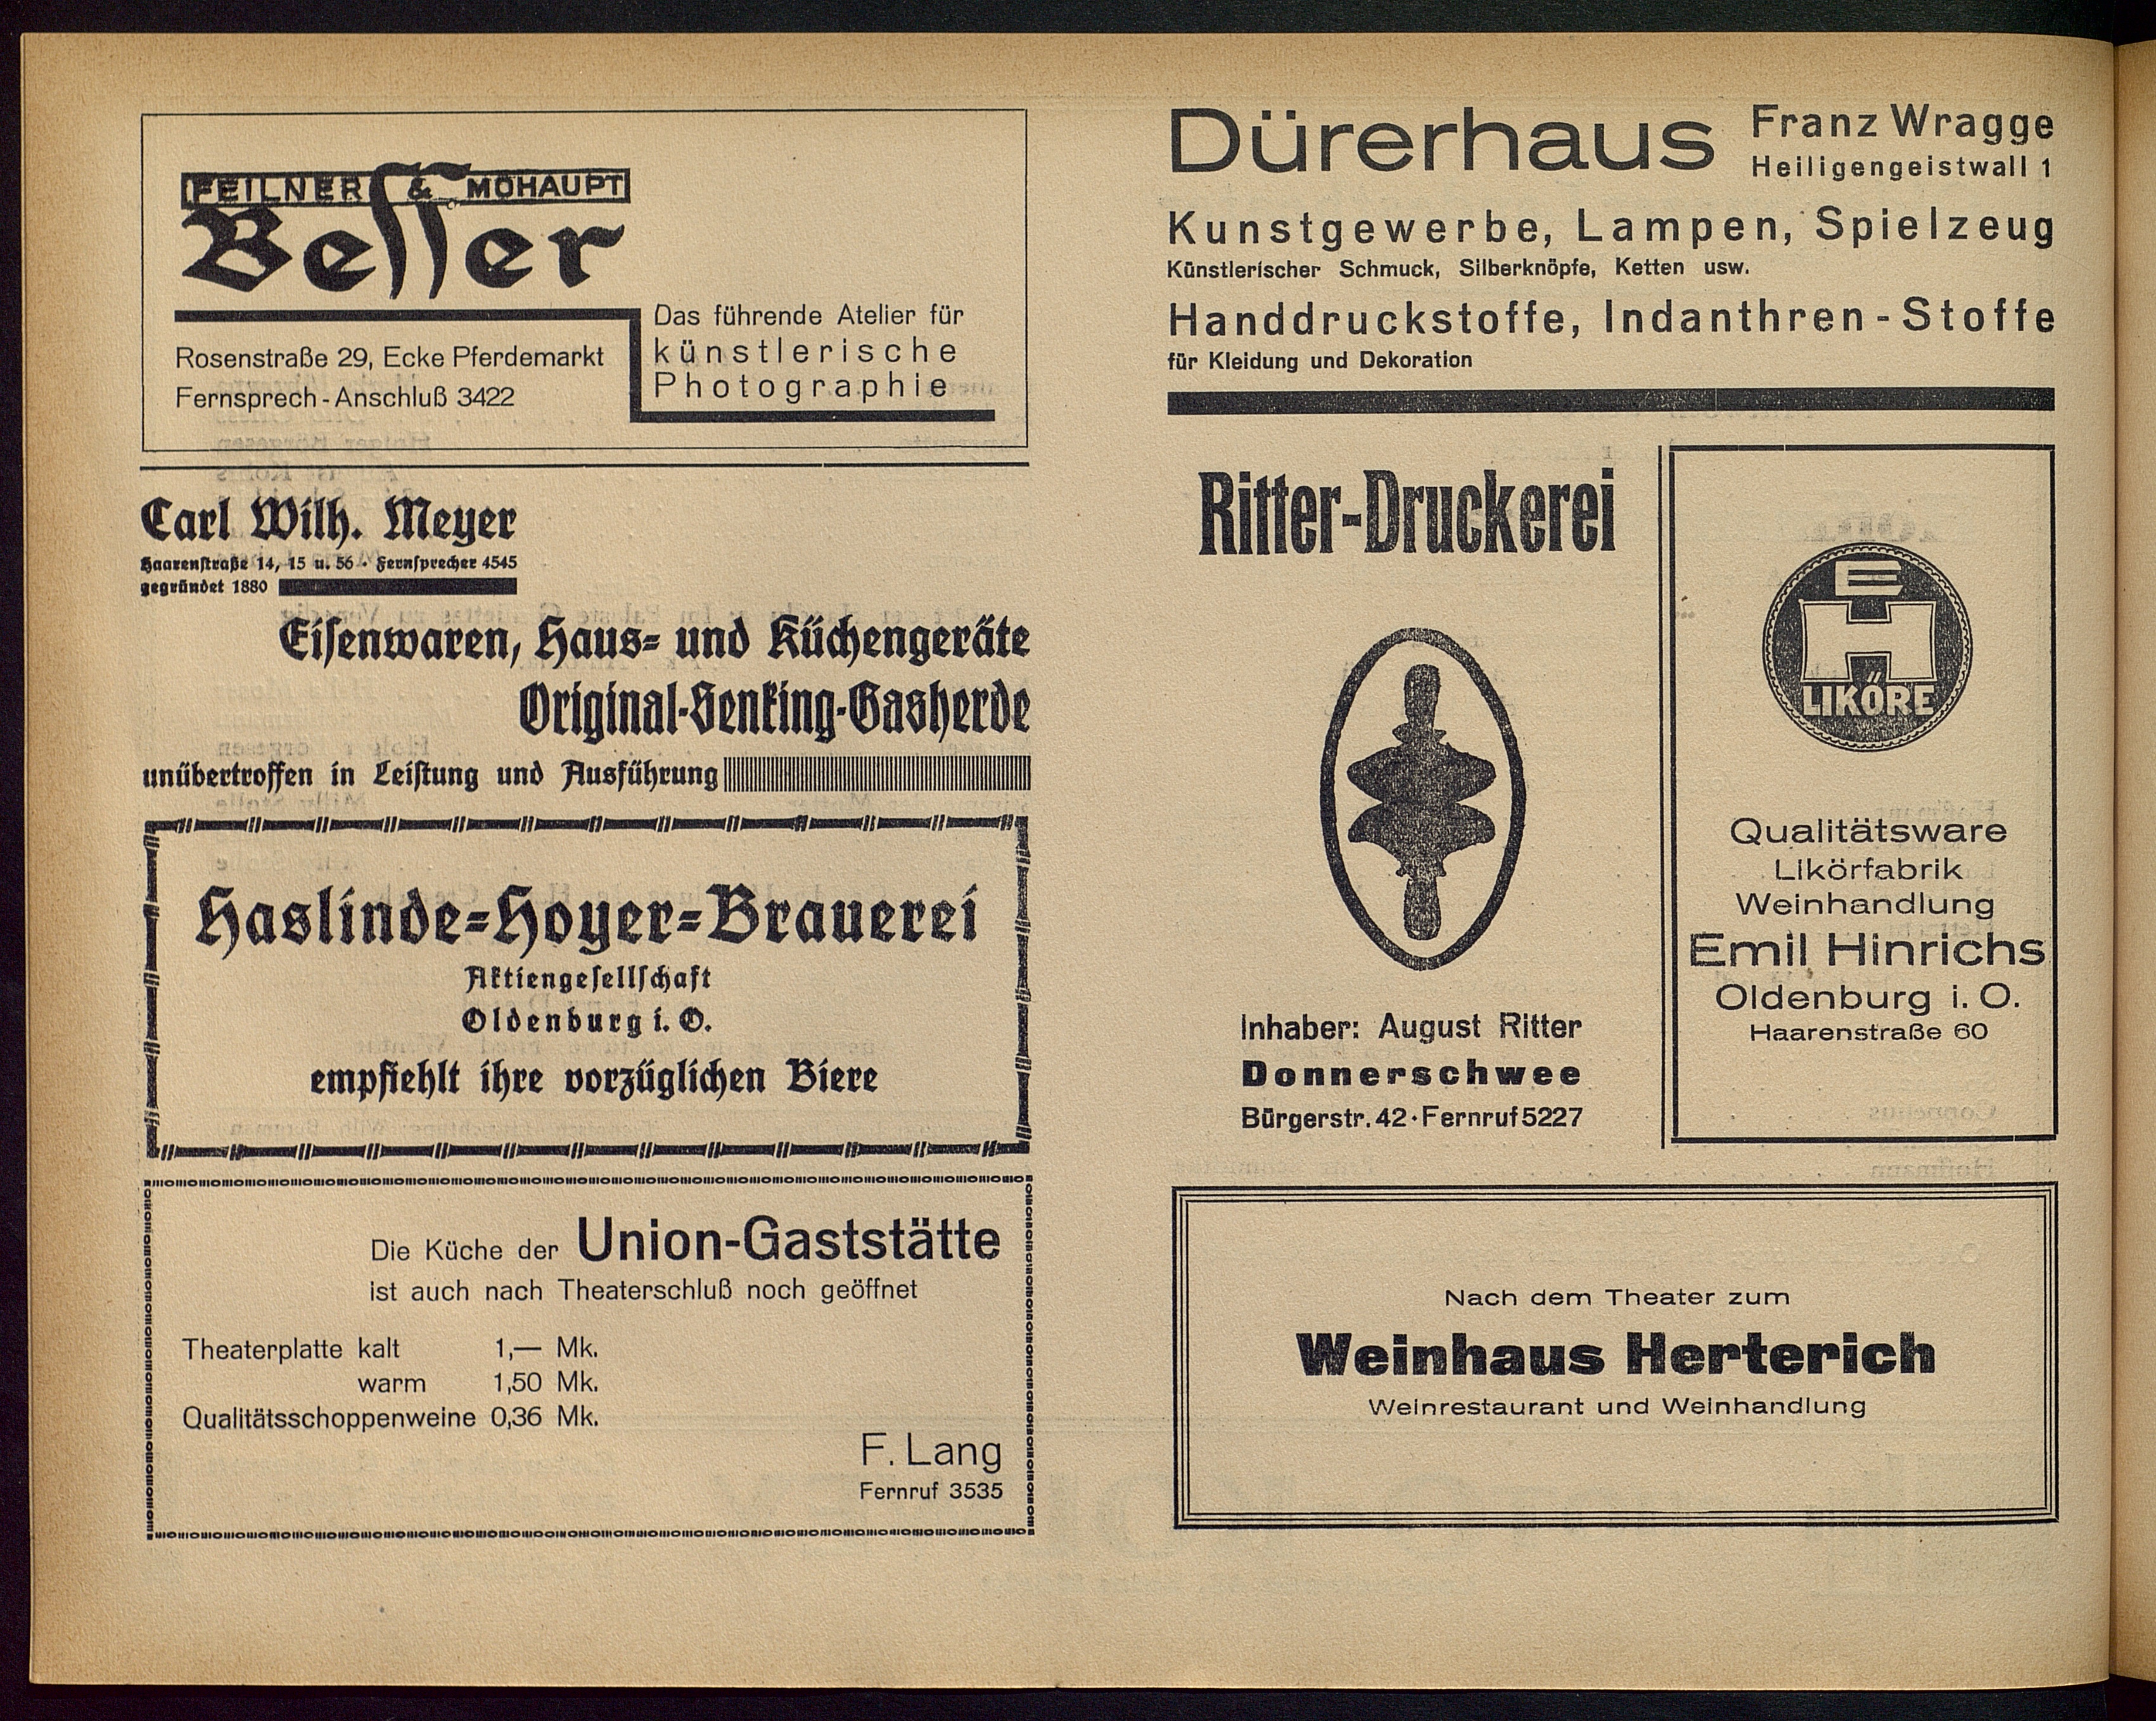 FEILNER & MOHAUPT
Beſſer
Rosenstraße 29, Ecke Pferdemarkt
Fernsprech-Anschluß 3422
Das führende Atelier für
künstlerische
Photographie
Carl Wilh. Meyer
Haarenſtraße 14, 15 u. 56 · Fernſprecher 4545
gegründet 1880
Eiſenwaren, Haus- und Küchengeräte
Original-Senking-Gasherde
unübertroffen in Leiſtung und Ausführung
Haslinde-Hoyer-Brauerei
Aktiengeſellſchaft
Oldenburg i. O.
empfiehlt ihre vorzüglichen Biere
Die Küche der Union-Gaststätte
ist auch nach Theaterschluß noch geöffnet
Theaterplatte kalt 1,— Mk.
warm 1,50 Mk.
Qualitätsschoppenweine 0,36 Mk.
F. Lang
Fernruf 3535
Dürerhaus Franz Wragge
Heiligengeistwall 1
Kunstgewerbe, Lampen, Spielzeug
Künstlerischer Schmuck, Silberknöpfe, Ketten usw.
Handdruckstoffe, Indanthren-Stoffe
für Kleidung und Dekoration
Ritter-Druckerei
Inhaber: August Ritter
Donnerschwee
Bürgerstr. 42 · Fernruf 5227
E
H
LIKÖRE
Qualitätsware
Likörfabrik
Weinhandlung
Emil Hinrichs
Oldenburg i. O.
Haarenstraße 60
Nach dem Theater zum
Weinhaus Herterich
Weinrestaurant und Weinhandlung